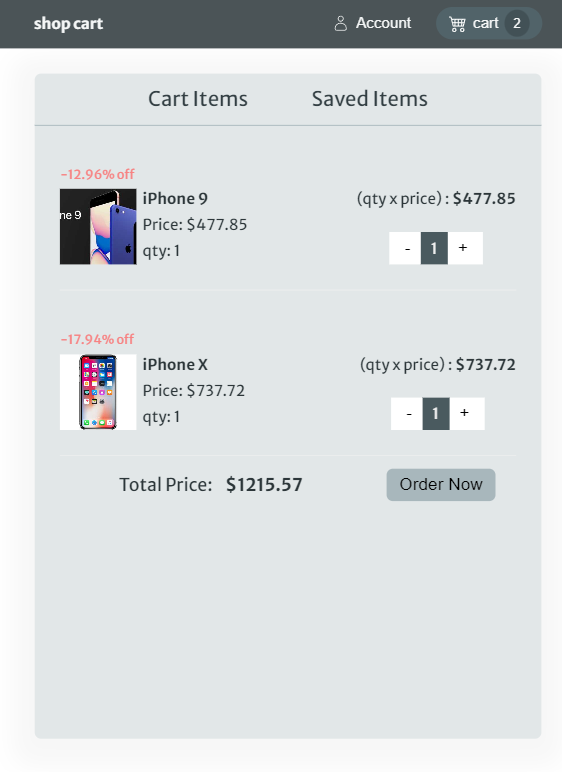 shop cart
Account
cart 2
Cart Items
Saved Items
-12.96% off
ne 9
iPhone 9
Price: $477.85
qty: 1
(qty x price) : $477.85
- 1 +
-17.94% off
iPhone X
Price: $737.72
qty: 1
(qty x price) : $737.72
- 1 +
Total Price: $1215.57
Order Now